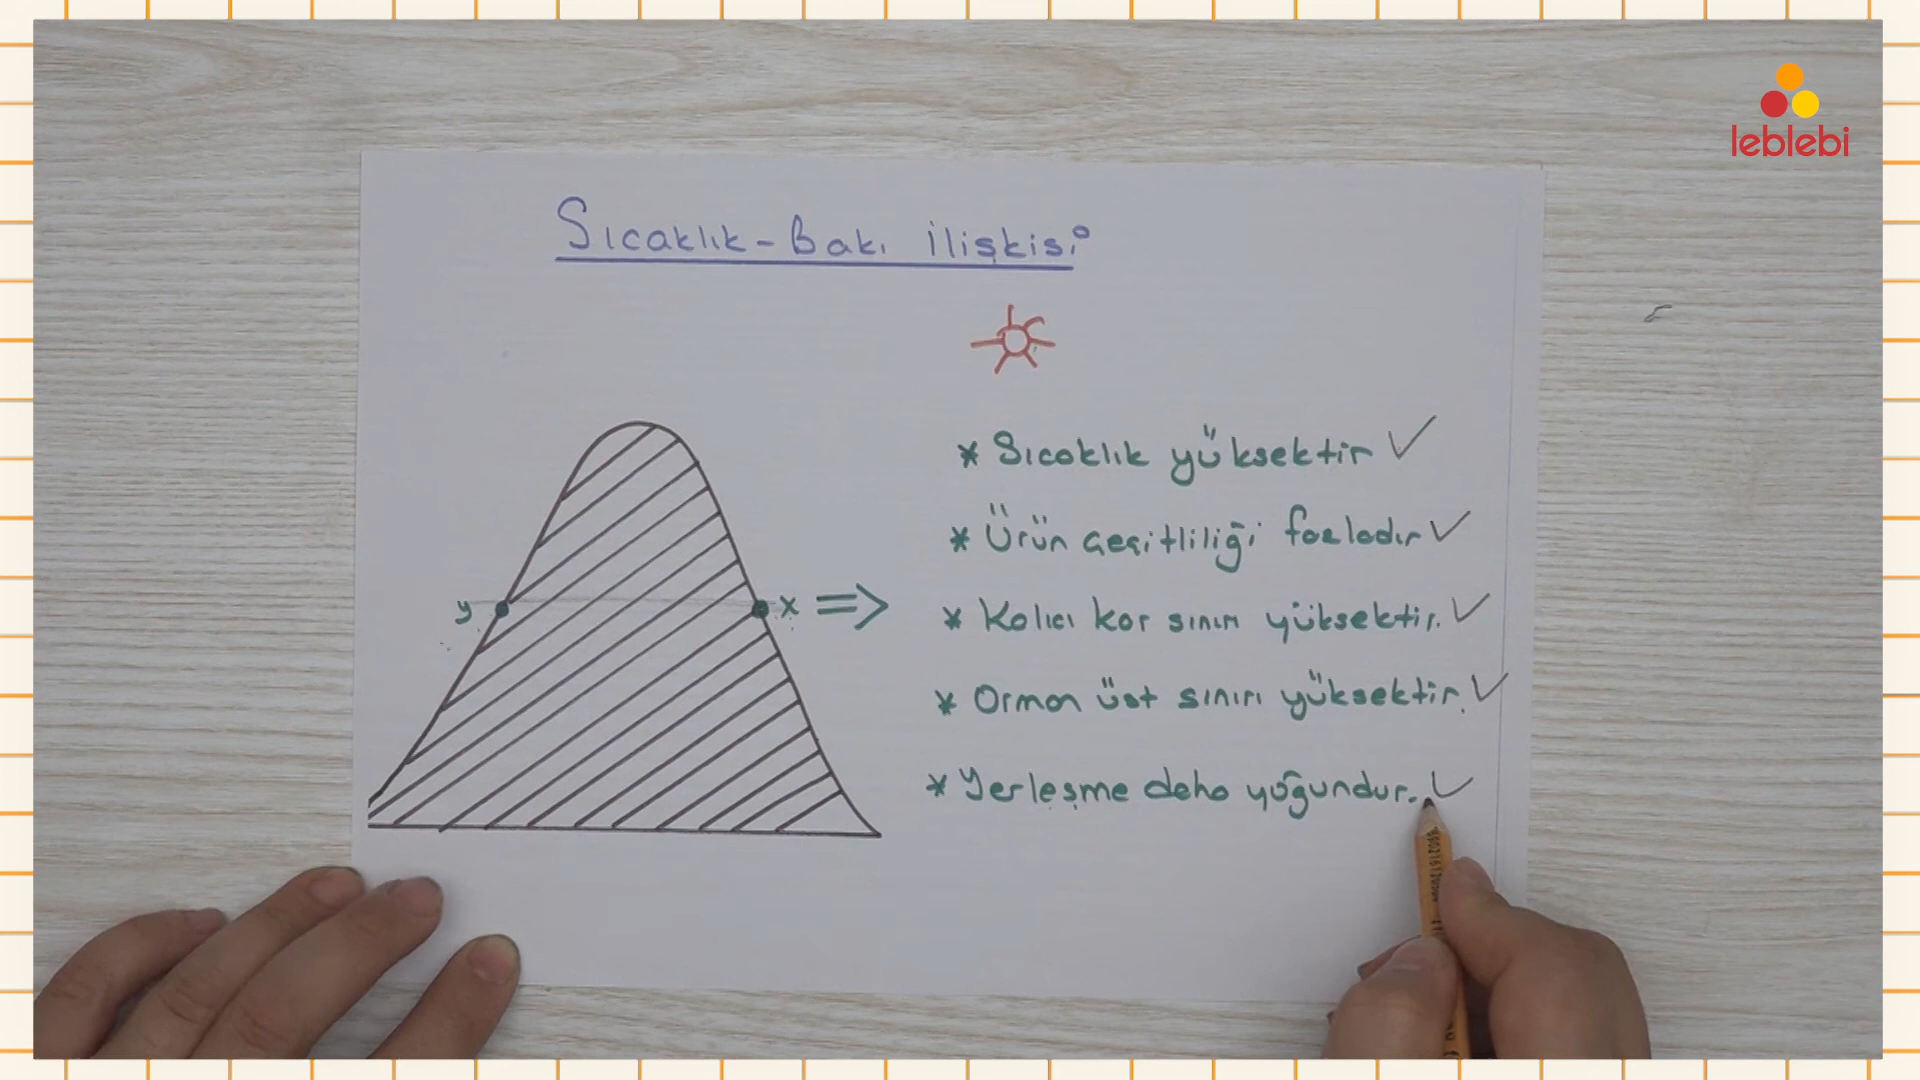 leblebi
Sıcaklık - Bakı ilişkisi
* Sıcaklık yüksektir ✓
* Ürün çeşitliliği fazladır ✓
y x ⇒
* Kalıcı kar sınırı yüksektir. ✓
* Orman üst sınırı yüksektir. ✓
* Yerleşme daha yoğundur. ✓